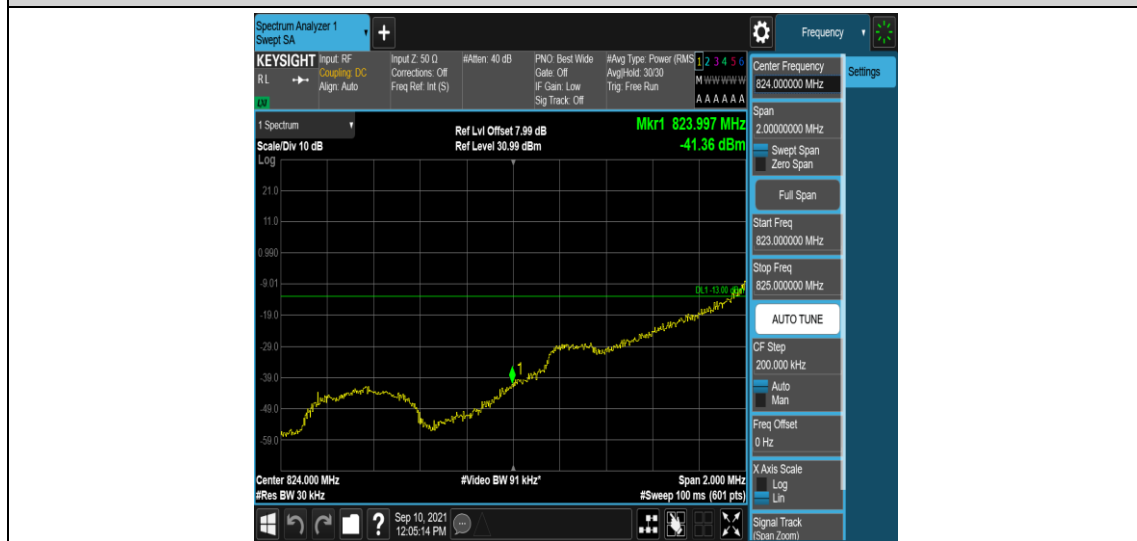 Spectrum Analyzer 1
Swept SA
+
Frequency
KEYSIGHT
Input: RF
Input Z: 50 Ω
#Atten: 40 dB
PNO: Best Wide
#Avg Type: Power (RMS
1 2 3 4 5 6
RL
Coupling: DC
Corrections: Off
Gate: Off
Avg|Hold: 30/30
M W W W W W
Align: Auto
Freq Ref: Int (S)
IF Gain: Low
Trig: Free Run
Sig Track: Off
A A A A A A
LXI
1 Spectrum
Ref Lvl Offset 7.99 dB
Mkr1 823.997 MHz
Scale/Div 10 dB
Ref Level 30.99 dBm
-41.36 dBm
Log
21.0
11.0
0.990
-9.01
DL1 -13.00
-19.0
-29.0
-39.0
1
-49.0
-59.0
Center 824.000 MHz
#Video BW 91 kHz*
Span 2.000 MHz
#Res BW 30 kHz
#Sweep 100 ms (601 pts)
Center Frequency
824.000000 MHz
Settings
Span
2.00000000 MHz
Swept Span
Zero Span
Full Span
Start Freq
823.000000 MHz
Stop Freq
825.000000 MHz
AUTO TUNE
CF Step
200.000 kHz
Auto
Man
Freq Offset
0 Hz
X Axis Scale
Log
Lin
Signal Track
(Span Zoom)
?
Sep 10, 2021
12:05:14 PM